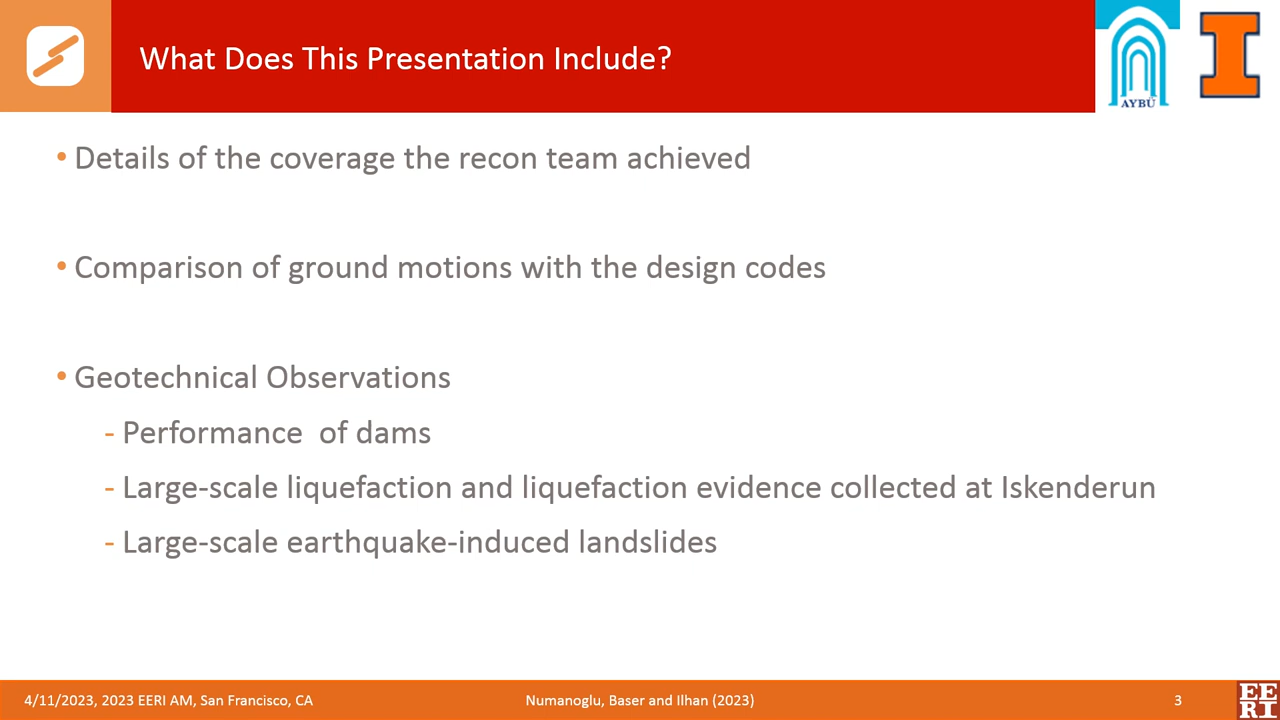 What Does This Presentation Include?
AYBÜ
I
• Details of the coverage the recon team achieved
• Comparison of ground motions with the design codes
• Geotechnical Observations
- Performance  of dams
- Large-scale liquefaction and liquefaction evidence collected at Iskenderun
- Large-scale earthquake-induced landslides
4/11/2023, 2023 EERI AM, San Francisco, CA
Numanoglu, Baser and Ilhan (2023)
3
EE
RI